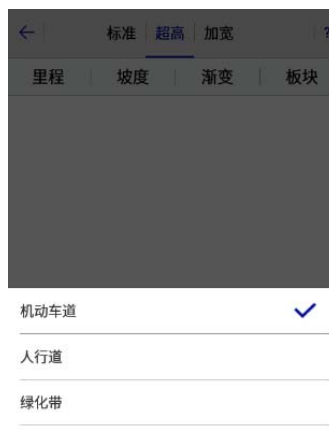 ← 标准 超高 加宽 ?
里程 坡度 渐变 板块
机动车道
人行道
绿化带